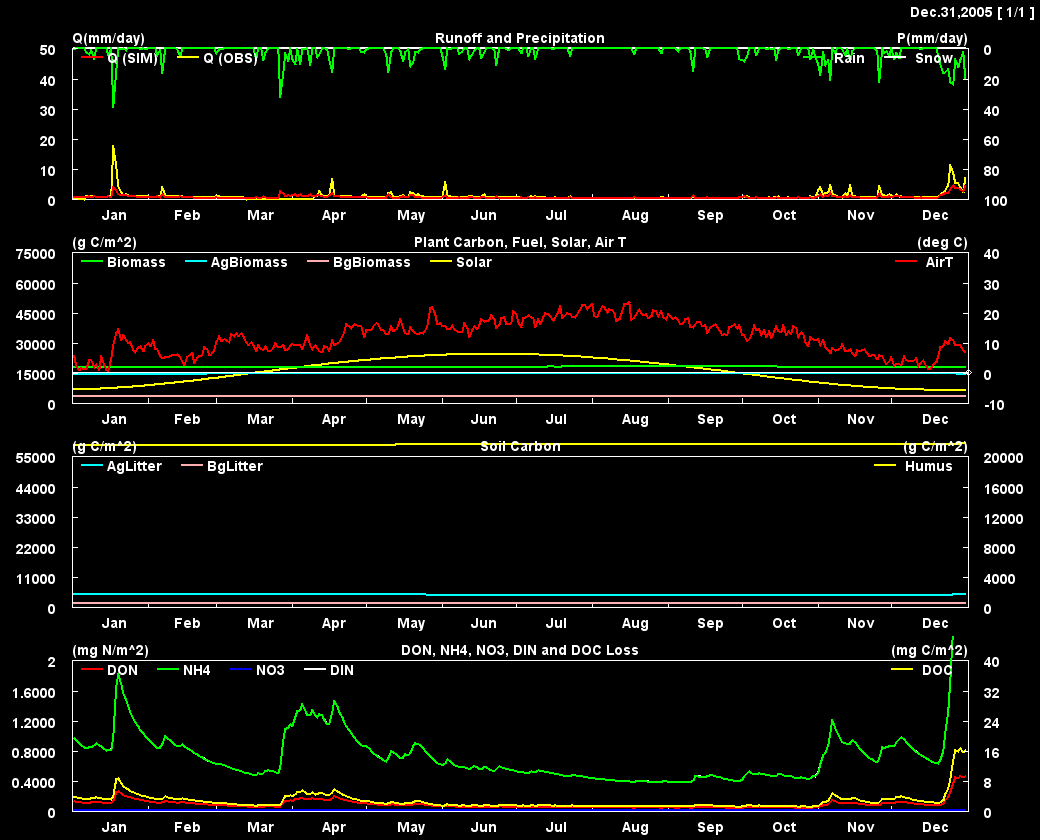 Dec.31,2005 [ 1/1 ]
Q(mm/day) Runoff and Precipitation P(mm/day)
50 0
Q (SIM) Q (OBS) Rain Snow
40 20
30 40
20 60
10 80
0 100
Jan Feb Mar Apr May Jun Jul Aug Sep Oct Nov Dec
(g C/m^2) Plant Carbon, Fuel, Solar, Air T (deg C)
75000 40
Biomass AgBiomass BgBiomass Solar AirT
60000 30
45000 20
30000 10
15000 0
0 -10
Jan Feb Mar Apr May Jun Jul Aug Sep Oct Nov Dec
(g C/m^2) Soil Carbon (g C/m^2)
55000 20000
AgLitter BgLitter Humus
44000 16000
33000 12000
22000 8000
11000 4000
0 0
Jan Feb Mar Apr May Jun Jul Aug Sep Oct Nov Dec
(mg N/m^2) DON, NH4, NO3, DIN and DOC Loss (mg C/m^2)
2 40
DON NH4 NO3 DIN DOC
1.6000 32
1.2000 24
0.8000 16
0.4000 8
0 0
Jan Feb Mar Apr May Jun Jul Aug Sep Oct Nov Dec